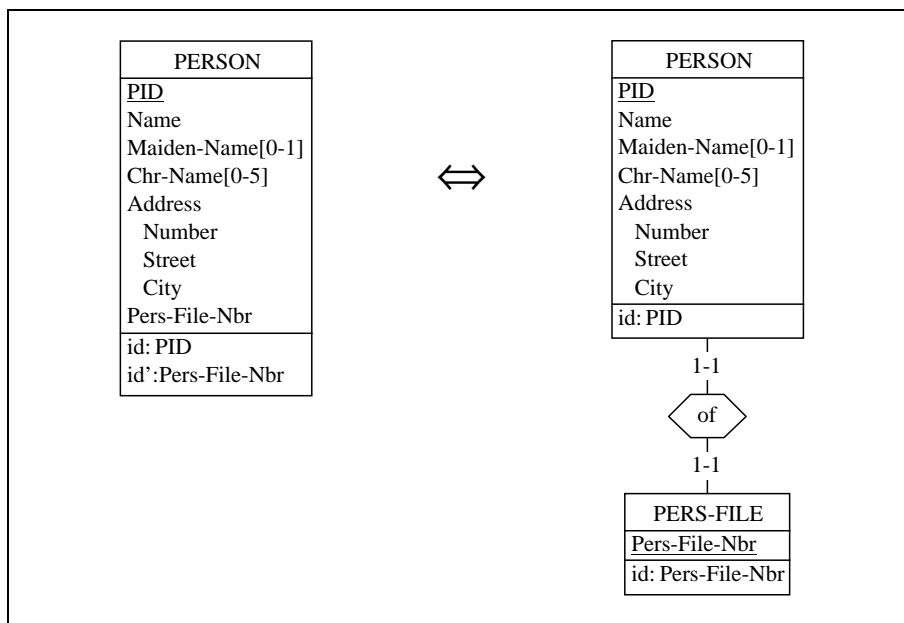 PERSON
PID
Name
Maiden-Name[0-1]
Chr-Name[0-5]
Address
Number
Street
City
Pers-File-Nbr
id: PID
id':Pers-File-Nbr
⇔
PERSON
PID
Name
Maiden-Name[0-1]
Chr-Name[0-5]
Address
Number
Street
City
id: PID
1-1
of
1-1
PERS-FILE
Pers-File-Nbr
id: Pers-File-Nbr